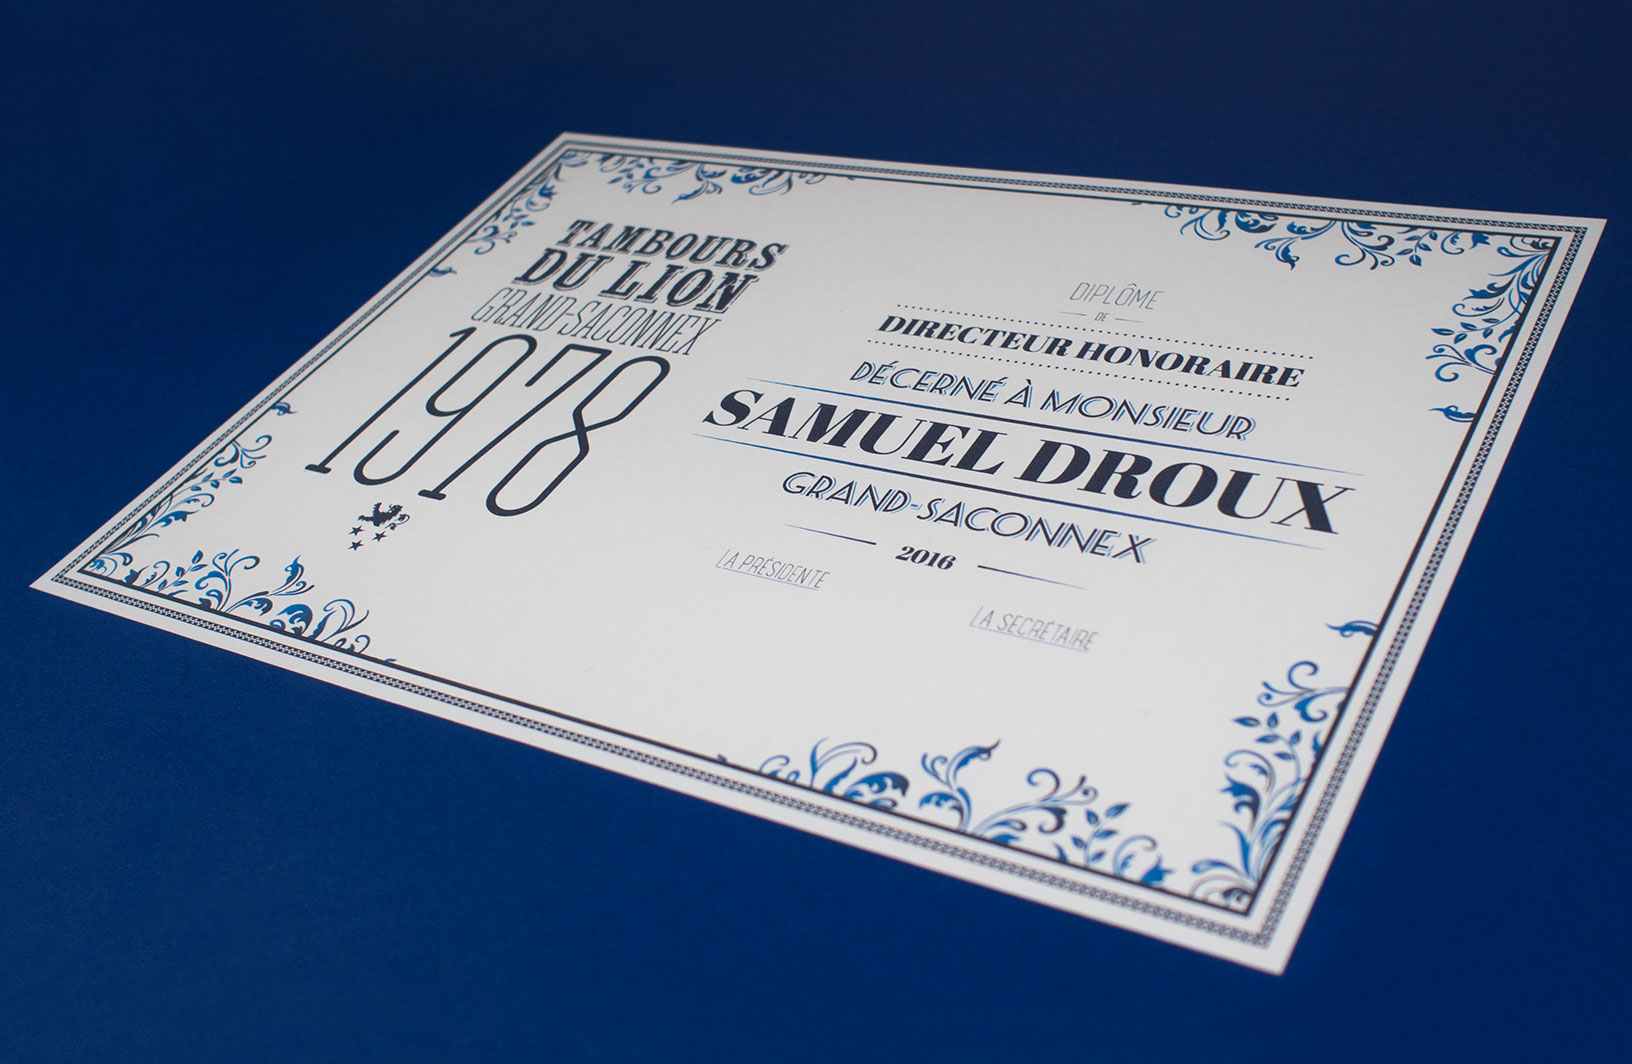 TAMBOURS
DU LION
GRAND-SACONNEX
1978
DIPLÔME
DE
DIRECTEUR HONORAIRE
DÉCERNÉ À MONSIEUR
SAMUEL DROUX
GRAND-SACONNEX
2016
LA PRÉSIDENTE
LA SECRÉTAIRE